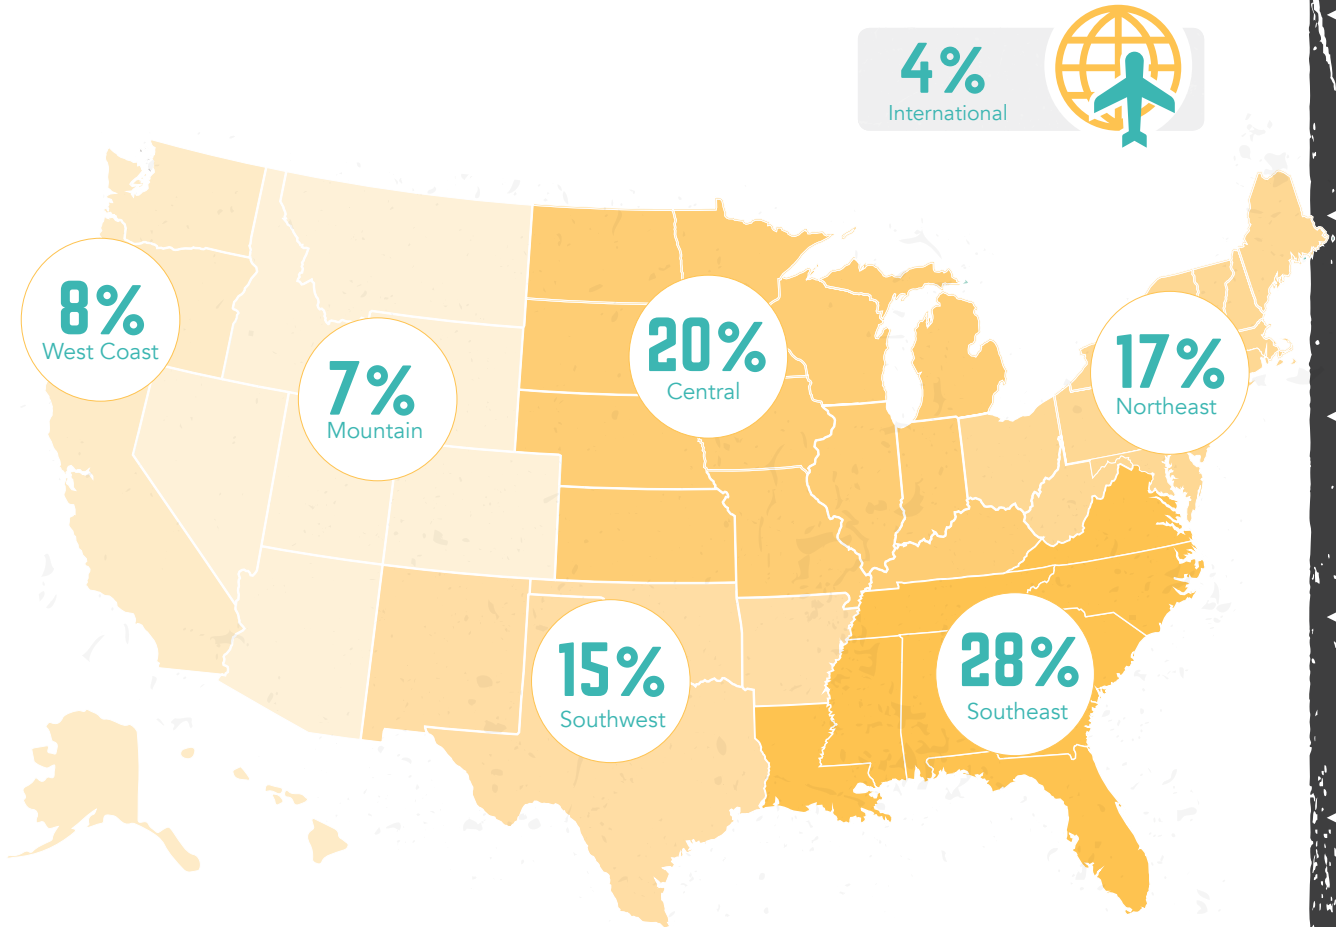 4%
International
8%
West Coast
7%
Mountain
20%
Central
17%
Northeast
15%
Southwest
28%
Southeast